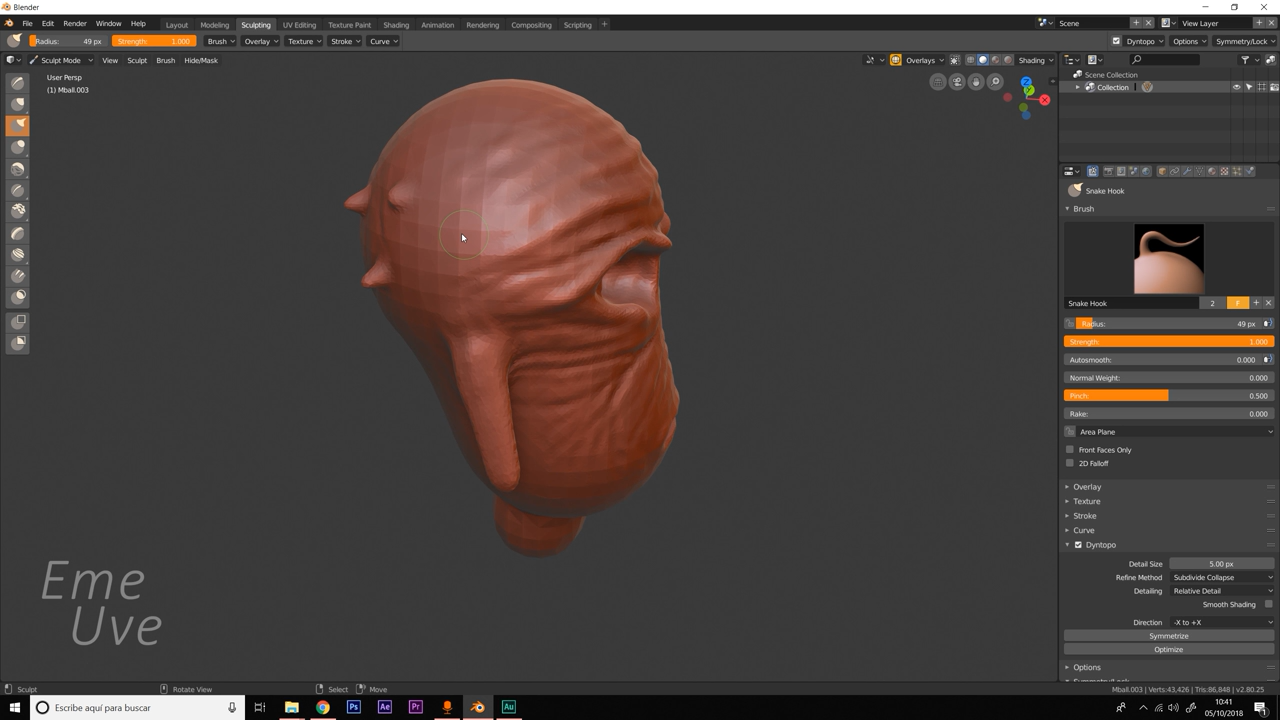 Blender
File Edit Render Window Help
Layout Modeling Sculpting UV Editing Texture Paint Shading Animation Rendering Compositing Scripting +
Scene
View Layer
Radius: 49 px
Strength: 1.000
Brush Overlay Texture Stroke Curve
Dyntopo Options Symmetry/Lock
Sculpt Mode View Sculpt Brush Hide/Mask
Overlays Shading
User Persp
(1) Mball.003
Z
Y
X
Scene Collection
Collection
Snake Hook
Brush
Snake Hook 2 F
Radius: 49 px
Strength: 1.000
Autosmooth: 0.000
Normal Weight: 0.000
Pinch: 0.500
Rake: 0.000
Area Plane
Front Faces Only
2D Falloff
Overlay
Texture
Stroke
Curve
Dyntopo
Detail Size 5.00 px
Refine Method Subdivide Collapse
Detailing Relative Detail
Smooth Shading
Direction -X to +X
Symmetrize
Optimize
Options
Eme
Uve
Sculpt Rotate View Select Move
Mball.003 | Verts:43,426 | Tris:86,848 | v2.80.25
Escribe aquí para buscar
Ps Ae Pr Au
10:41
05/10/2018